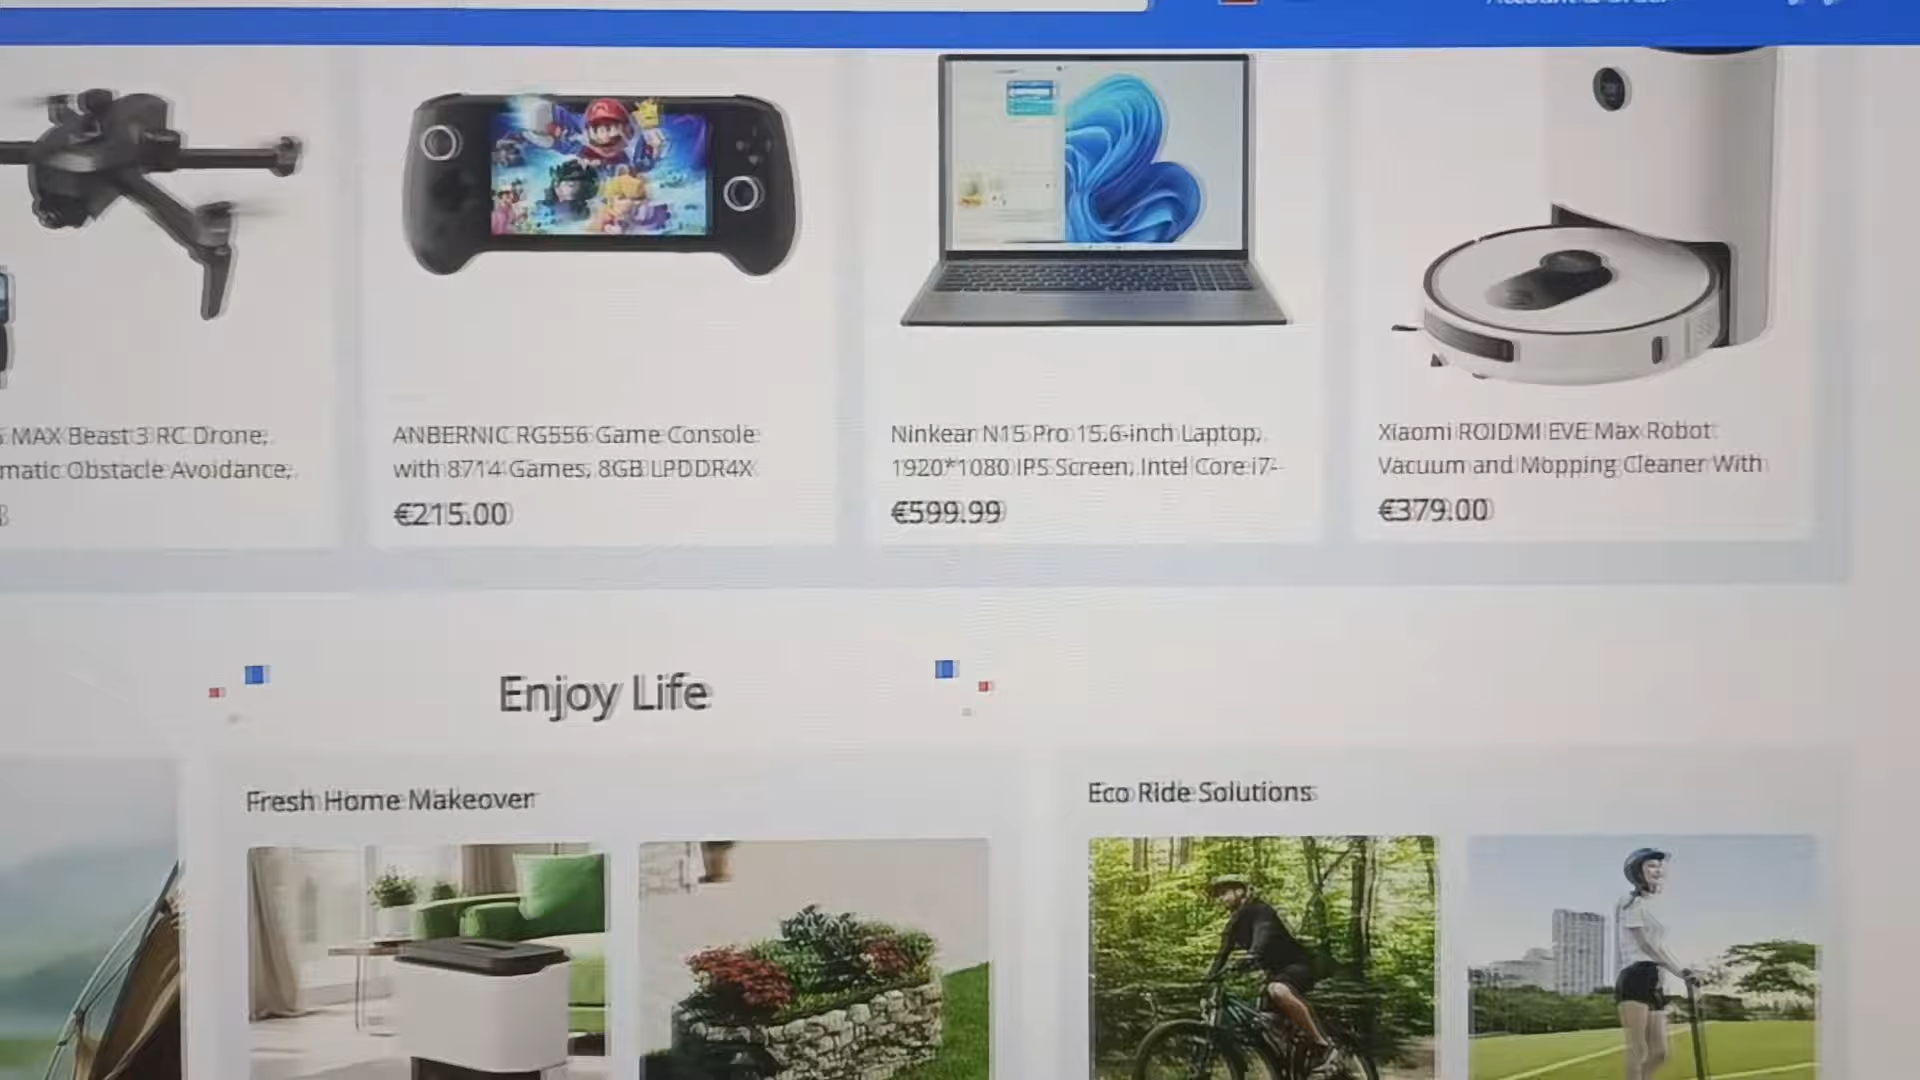 MAX Beast 3 RC Drone,
matic Obstacle Avoidance,
ANBERNIC RG556 Game Console
with 8714 Games, 8GB LPDDR4X
€215.00
Ninkear N15 Pro 15.6-inch Laptop,
1920*1080 IPS Screen, Intel Core i7-
€599.99
Xiaomi ROIDMI EVE Max Robot
Vacuum and Mopping Cleaner With
€379.00
Enjoy Life
Fresh Home Makeover
Eco Ride Solutions